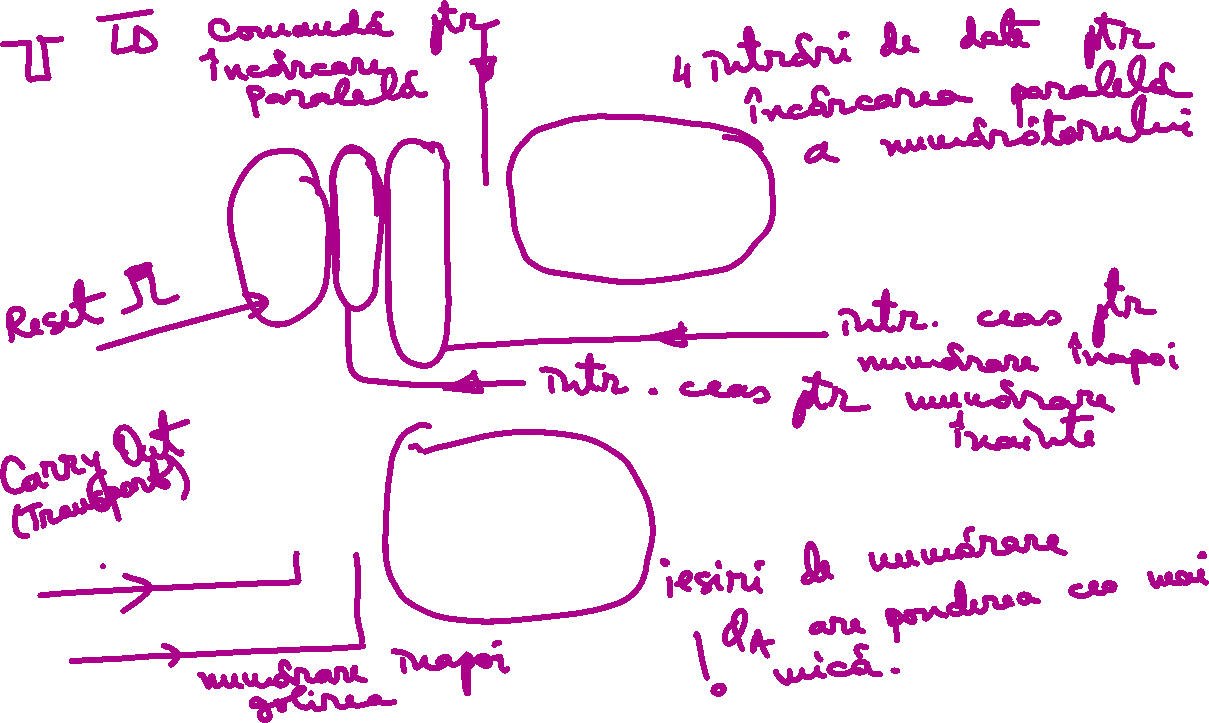 LD comandă ptr
încărcare
paralelă
4 intrări de date ptr
încărcarea paralelă
a numărătorului
Reset
intr. ceas ptr
numărare înapoi
intr. ceas ptr numărare
înainte
Carry Out
(Transport)
numărare înapoi
golirea
ieșiri de numărare
! QA are ponderea cea mai
mică.